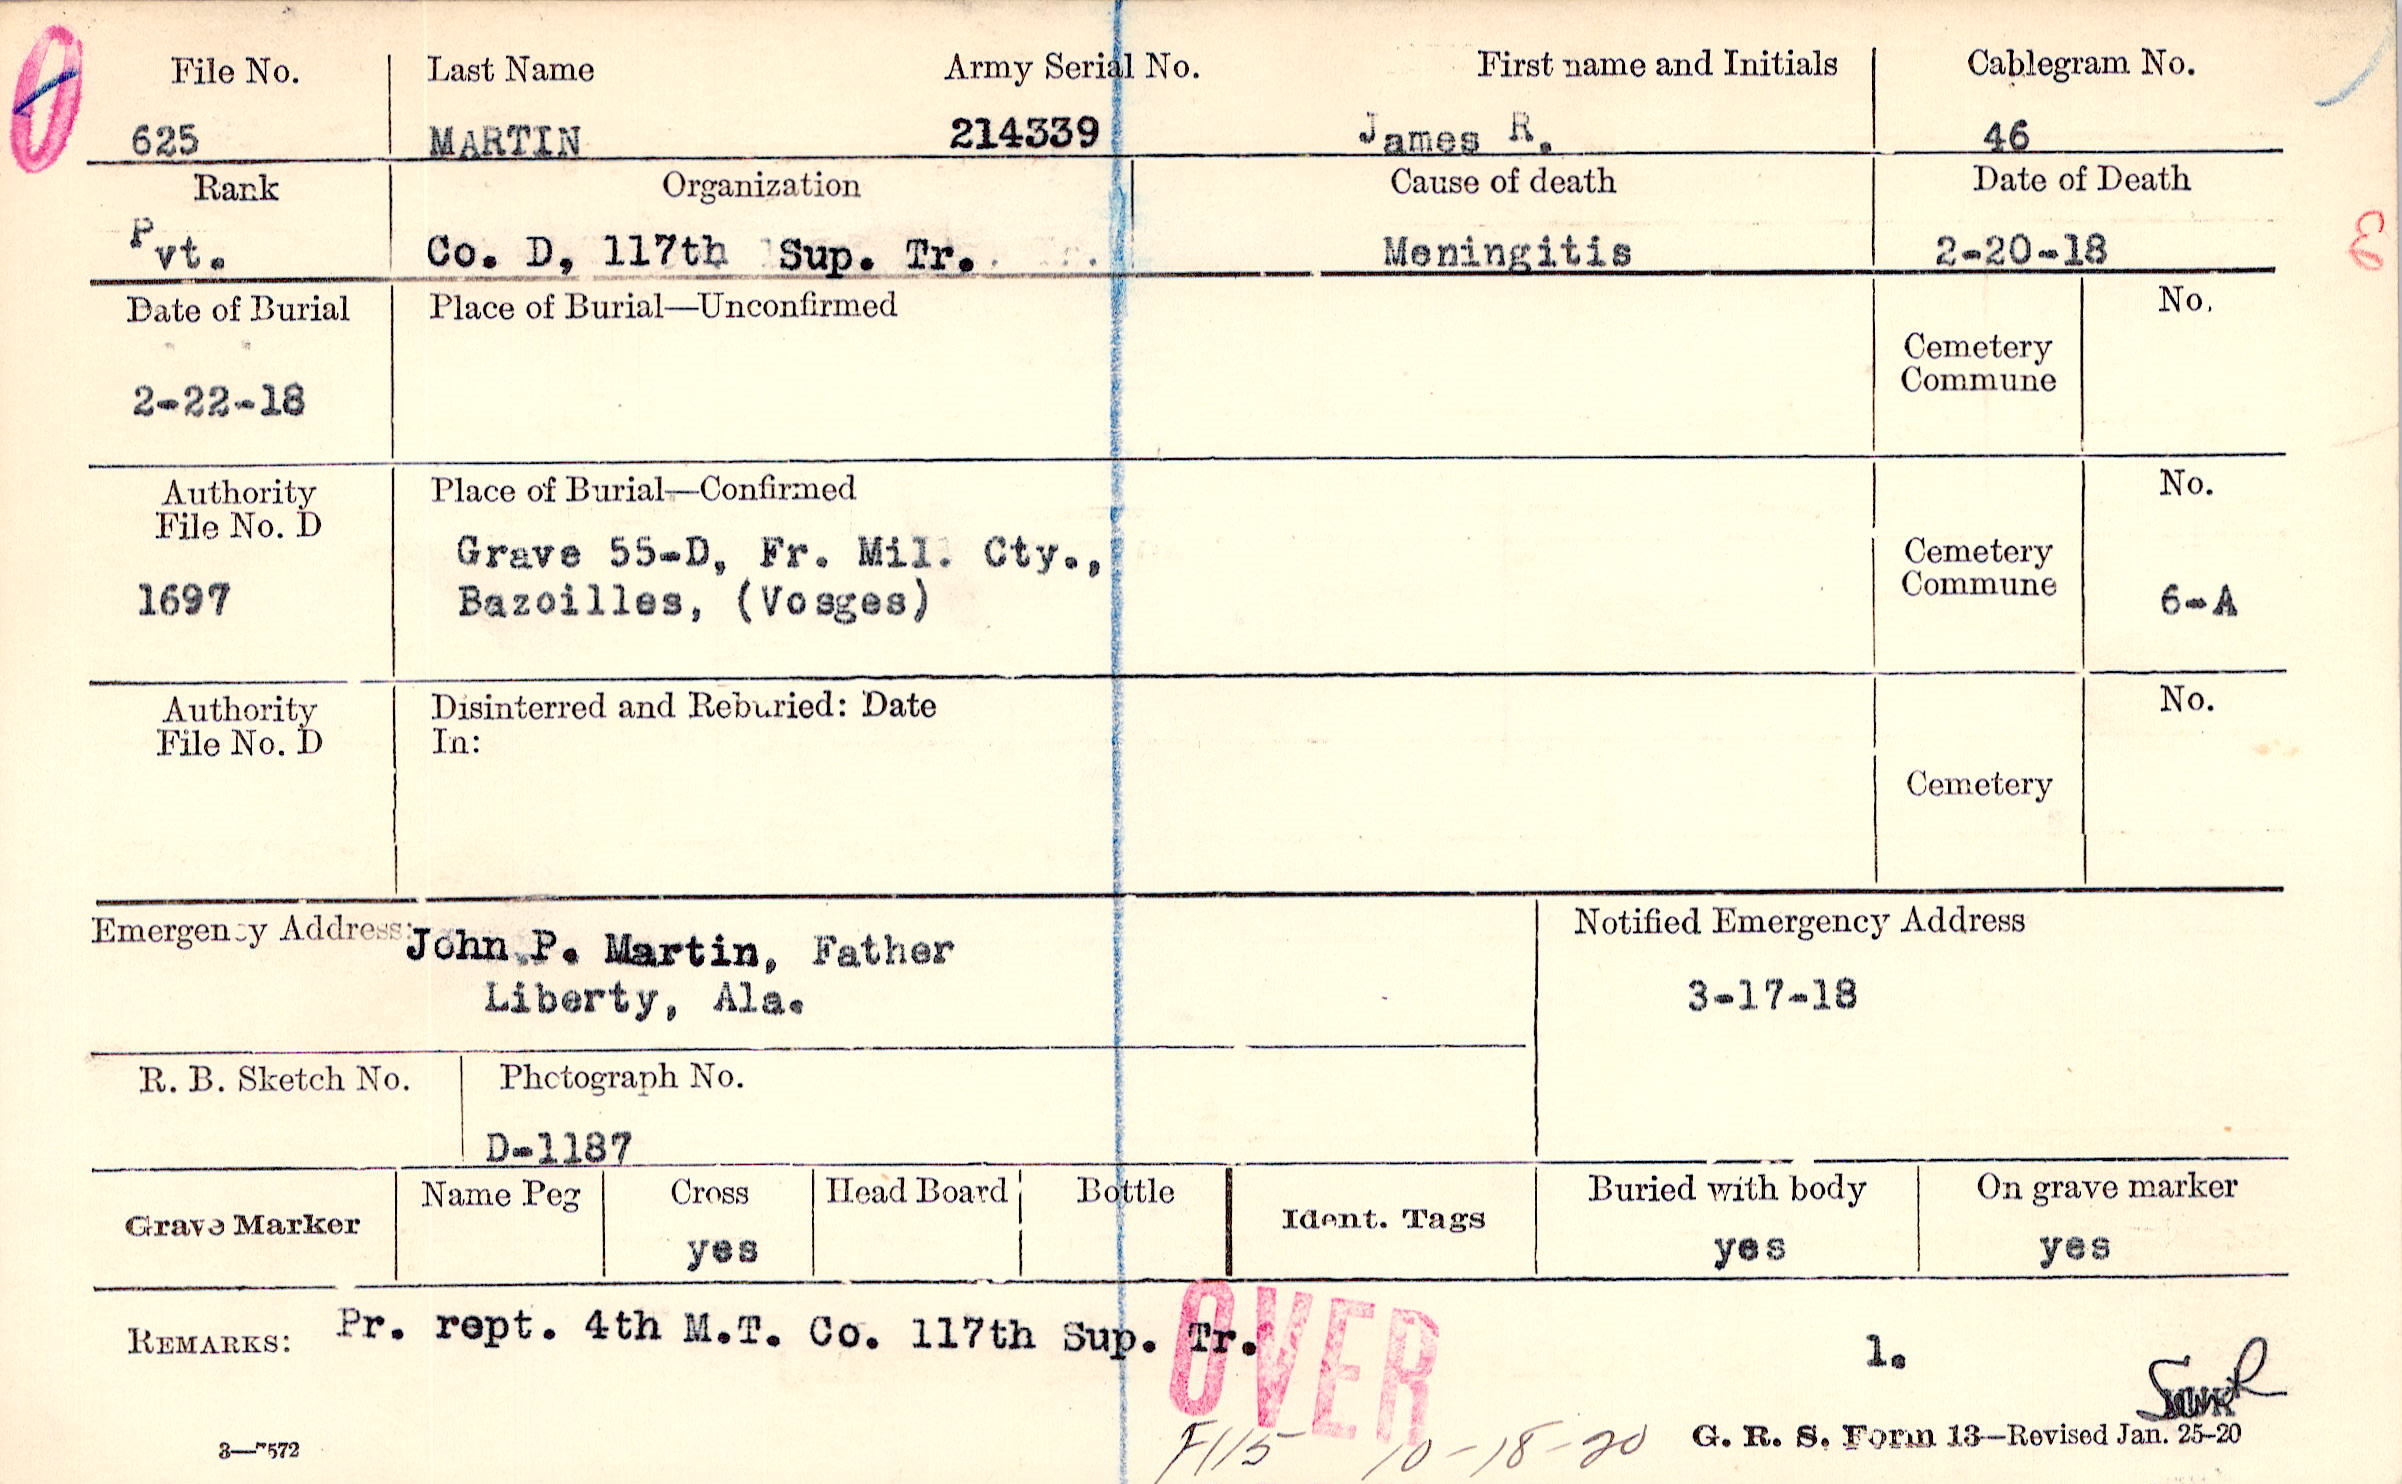 File No. Last Name Army Serial No. First name and Initials Cablegram No.
625 MARTIN 214339 James R. 46
Rank Organization Cause of death Date of Death
Pvt. Co. D, 117th Sup. Tr. Meningitis 2-20-18
Date of Burial Place of Burial—Unconfirmed No.
Cemetery
Commune
2-22-18
Authority Place of Burial—Confirmed No.
File No. D
Grave 55-D, Fr. Mil. Cty., Cemetery
1697 Bazoilles, (Vosges) Commune 6-A
Authority Disinterred and Reburied: Date No.
File No. D In:
Cemetery
Emergency Address: John P. Martin, Father Notified Emergency Address
Liberty, Ala. 3-17-18
R. B. Sketch No. Photograph No.
D-1187
Grave Marker Name Peg Cross Head Board Bottle Ident. Tags Buried with body On grave marker
yes yes yes
REMARKS: Pr. rept. 4th M.T. Co. 117th Sup. Tr. 1.
OVER
3—7572 10-18-20 G. R. S. Form 13—Revised Jan. 25-20